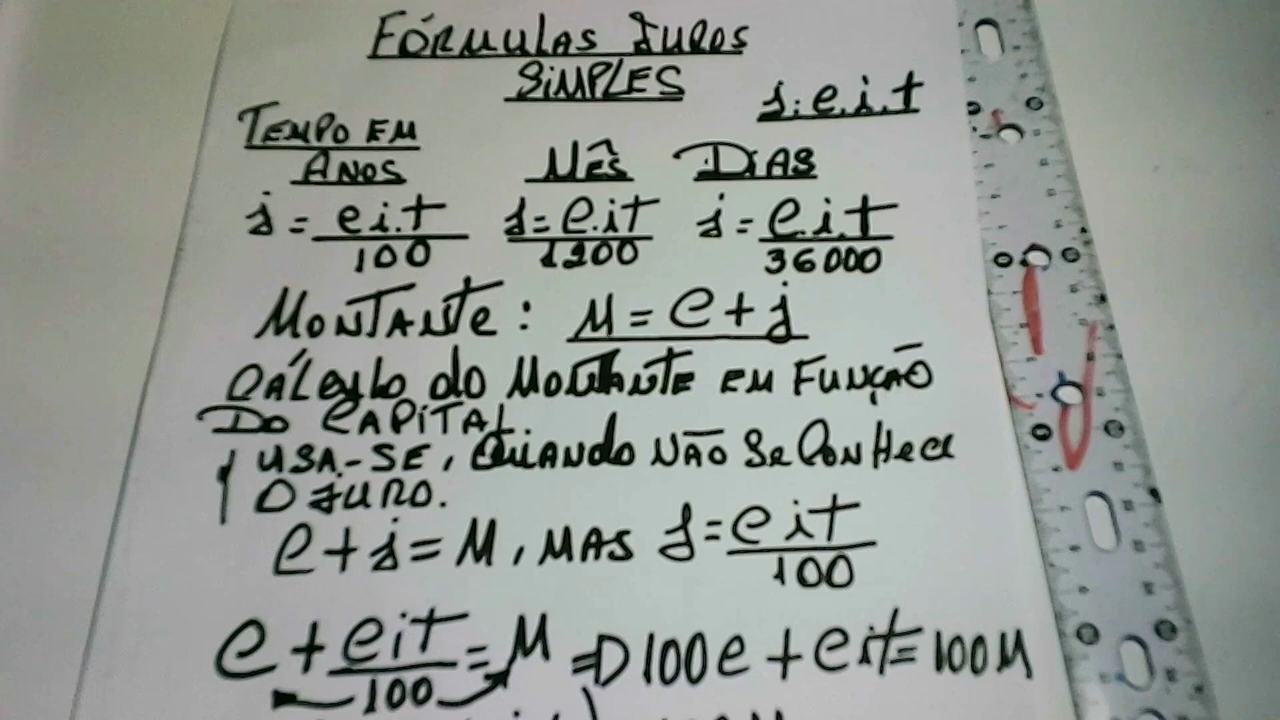 FÓRMULAS JUROS
SIMPLES
j: c.i.t
TEMPO EM
ANOS
MÊS DIAS
j = c.i.t/100 j = c.it/1200 j = c.i.t/36000
MONTANTE: M = c + j
CÁLCULO do MONTANTE EM FUNÇÃO
DO CAPITAL
USA-SE, QUANDO NÃO SE CONHECE
O JURO.
c + j = M, MAS J = cit/100
c + cit/100 = M => 100c + cit = 100M